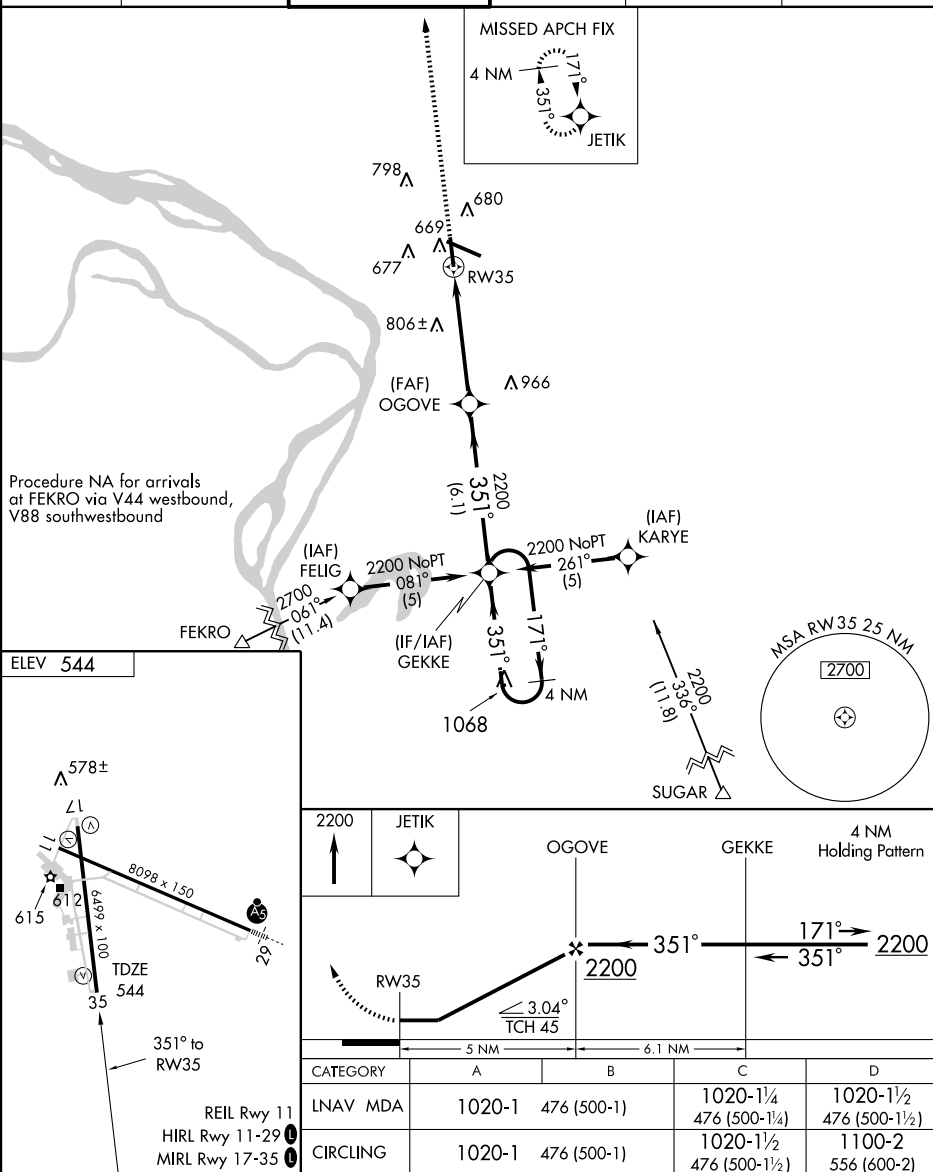 MISSED APCH FIX
4 NM
171°
351°
JETIK
798
680
669
677
RW35
806±
(FAF)
OGOVE
966
Procedure NA for arrivals
at FEKRO via V44 westbound,
V88 southwestbound
2200
351°
(6.1)
(IAF)
KARYE
(IAF)
FELIG
2200 NoPT
081°
(5)
2200 NoPT
261°
(5)
2700
061°
(11.4)
FEKRO
(IF/IAF)
GEKKE
351°
171°
4 NM
1068
2200
336°
(11.8)
SUGAR
MSA RW35 25 NM
2700
ELEV 544
578±
17
V
11
V
8098 x 150
615
612
6499 x 100
A5
29
V
TDZE
544
35
351° to
RW35
REIL Rwy 11
HIRL Rwy 11-29 L
MIRL Rwy 17-35 L
2200
JETIK
OGOVE
GEKKE
4 NM
Holding Pattern
351°
171°
351°
2200
2200
RW35
3.04°
TCH 45
5 NM
6.1 NM
CATEGORY A B C D
LNAV MDA 1020-1 476 (500-1) 1020-1¼ 476 (500-1¼) 1020-1½ 476 (500-1½)
CIRCLING 1020-1 476 (500-1) 1020-1½ 476 (500-1½) 1100-2 556 (600-2)